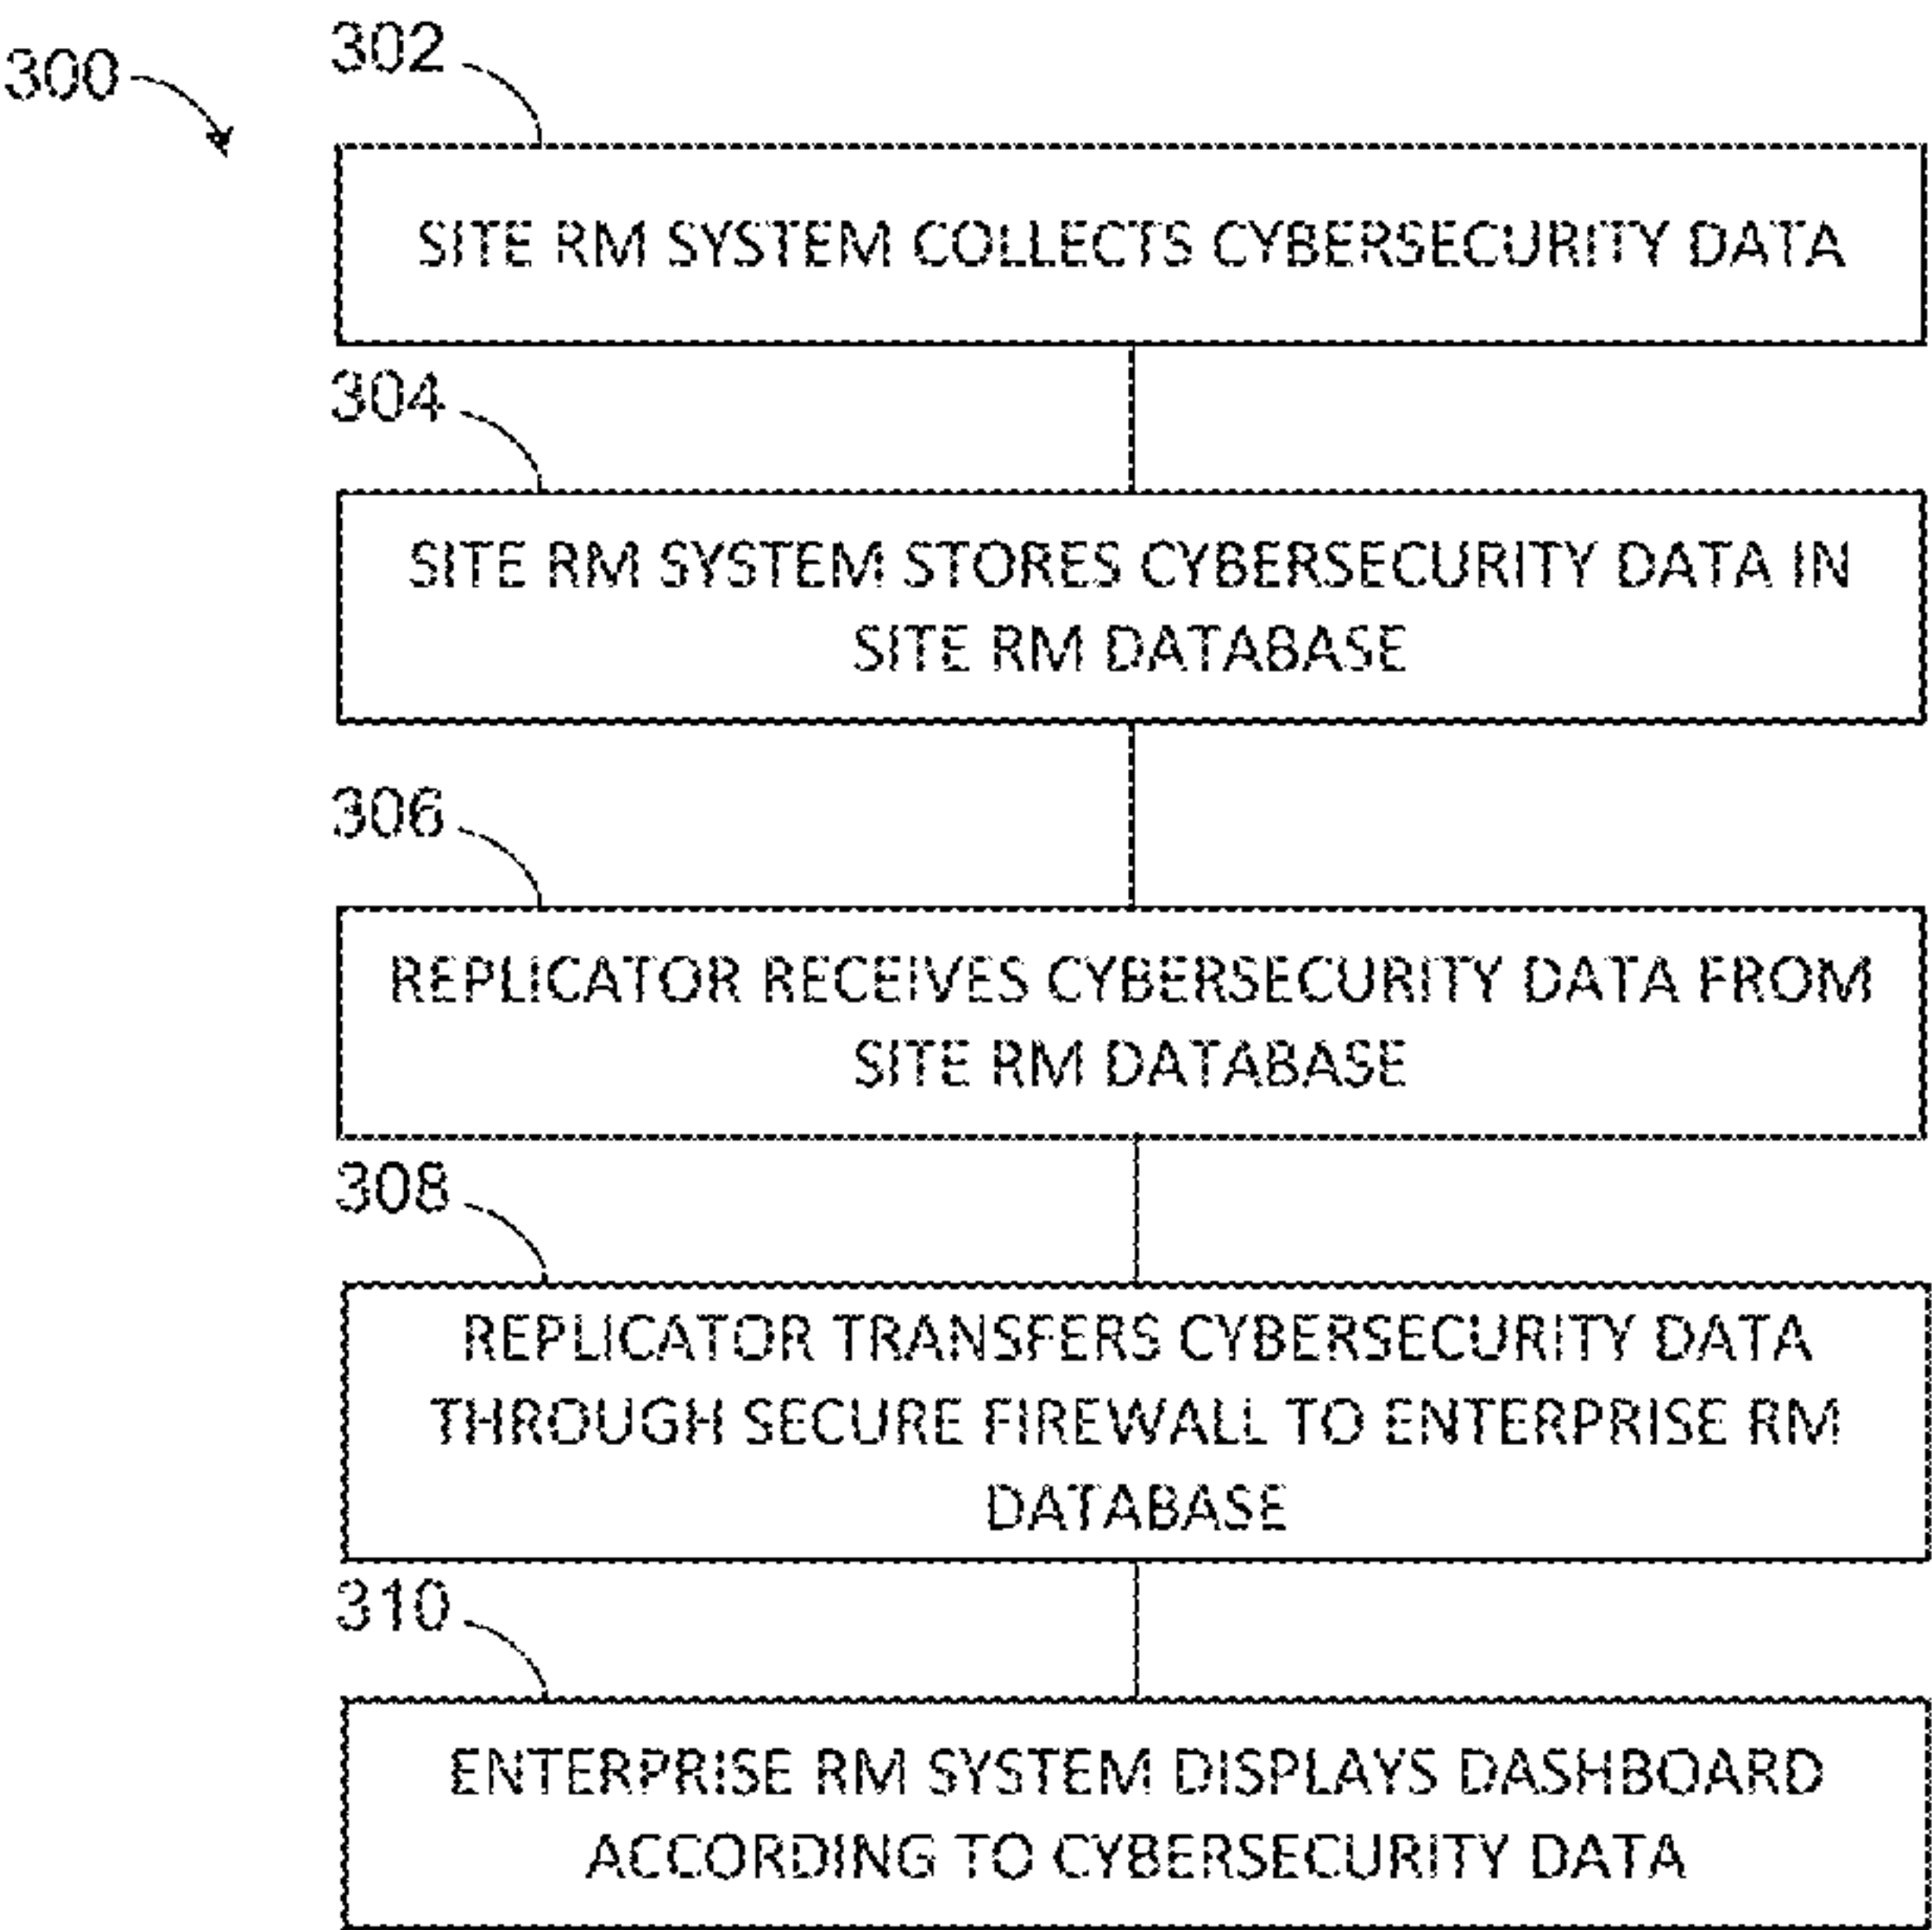 300
302
SITE RM SYSTEM COLLECTS CYBERSECURITY DATA
304
SITE RM SYSTEM STORES CYBERSECURITY DATA IN
SITE RM DATABASE
306
REPLICATOR RECEIVES CYBERSECURITY DATA FROM
SITE RM DATABASE
308
REPLICATOR TRANSFERS CYBERSECURITY DATA
THROUGH SECURE FIREWALL TO ENTERPRISE RM
DATABASE
310
ENTERPRISE RM SYSTEM DISPLAYS DASHBOARD
ACCORDING TO CYBERSECURITY DATA